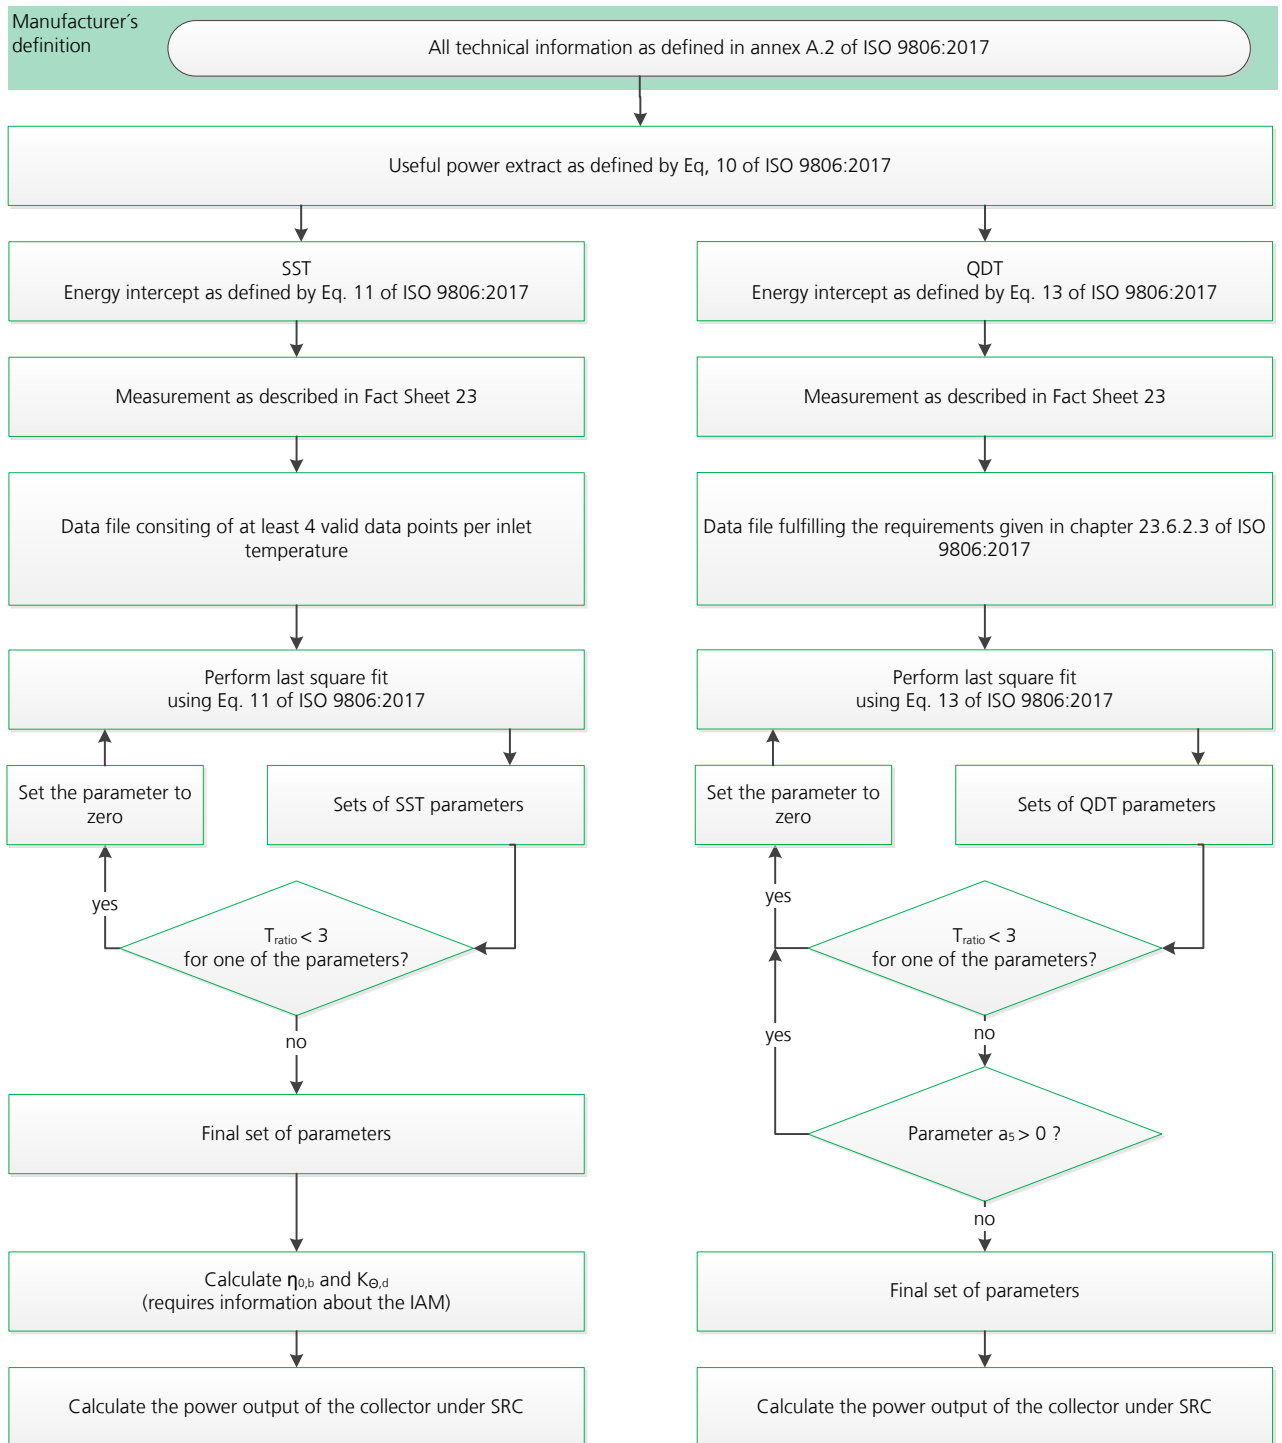 Manufacturer´s
definition
All technical information as defined in annex A.2 of ISO 9806:2017
Useful power extract as defined by Eq, 10 of ISO 9806:2017
SST
Energy intercept as defined by Eq. 11 of ISO 9806:2017
QDT
Energy intercept as defined by Eq. 13 of ISO 9806:2017
Measurement as described in Fact Sheet 23
Measurement as described in Fact Sheet 23
Data file consiting of at least 4 valid data points per inlet
temperature
Data file fulfilling the requirements given in chapter 23.6.2.3 of ISO
9806:2017
Perform last square fit
using Eq. 11 of ISO 9806:2017
Perform last square fit
using Eq. 13 of ISO 9806:2017
Set the parameter to
zero
Sets of SST parameters
Set the parameter to
zero
Sets of QDT parameters
yes
Tratio < 3
for one of the parameters?
no
yes
Tratio < 3
for one of the parameters?
no
yes
Final set of parameters
Parameter a5 > 0 ?
no
Calculate η0,b and KΘ,d
(requires information about the IAM)
Final set of parameters
Calculate the power output of the collector under SRC
Calculate the power output of the collector under SRC